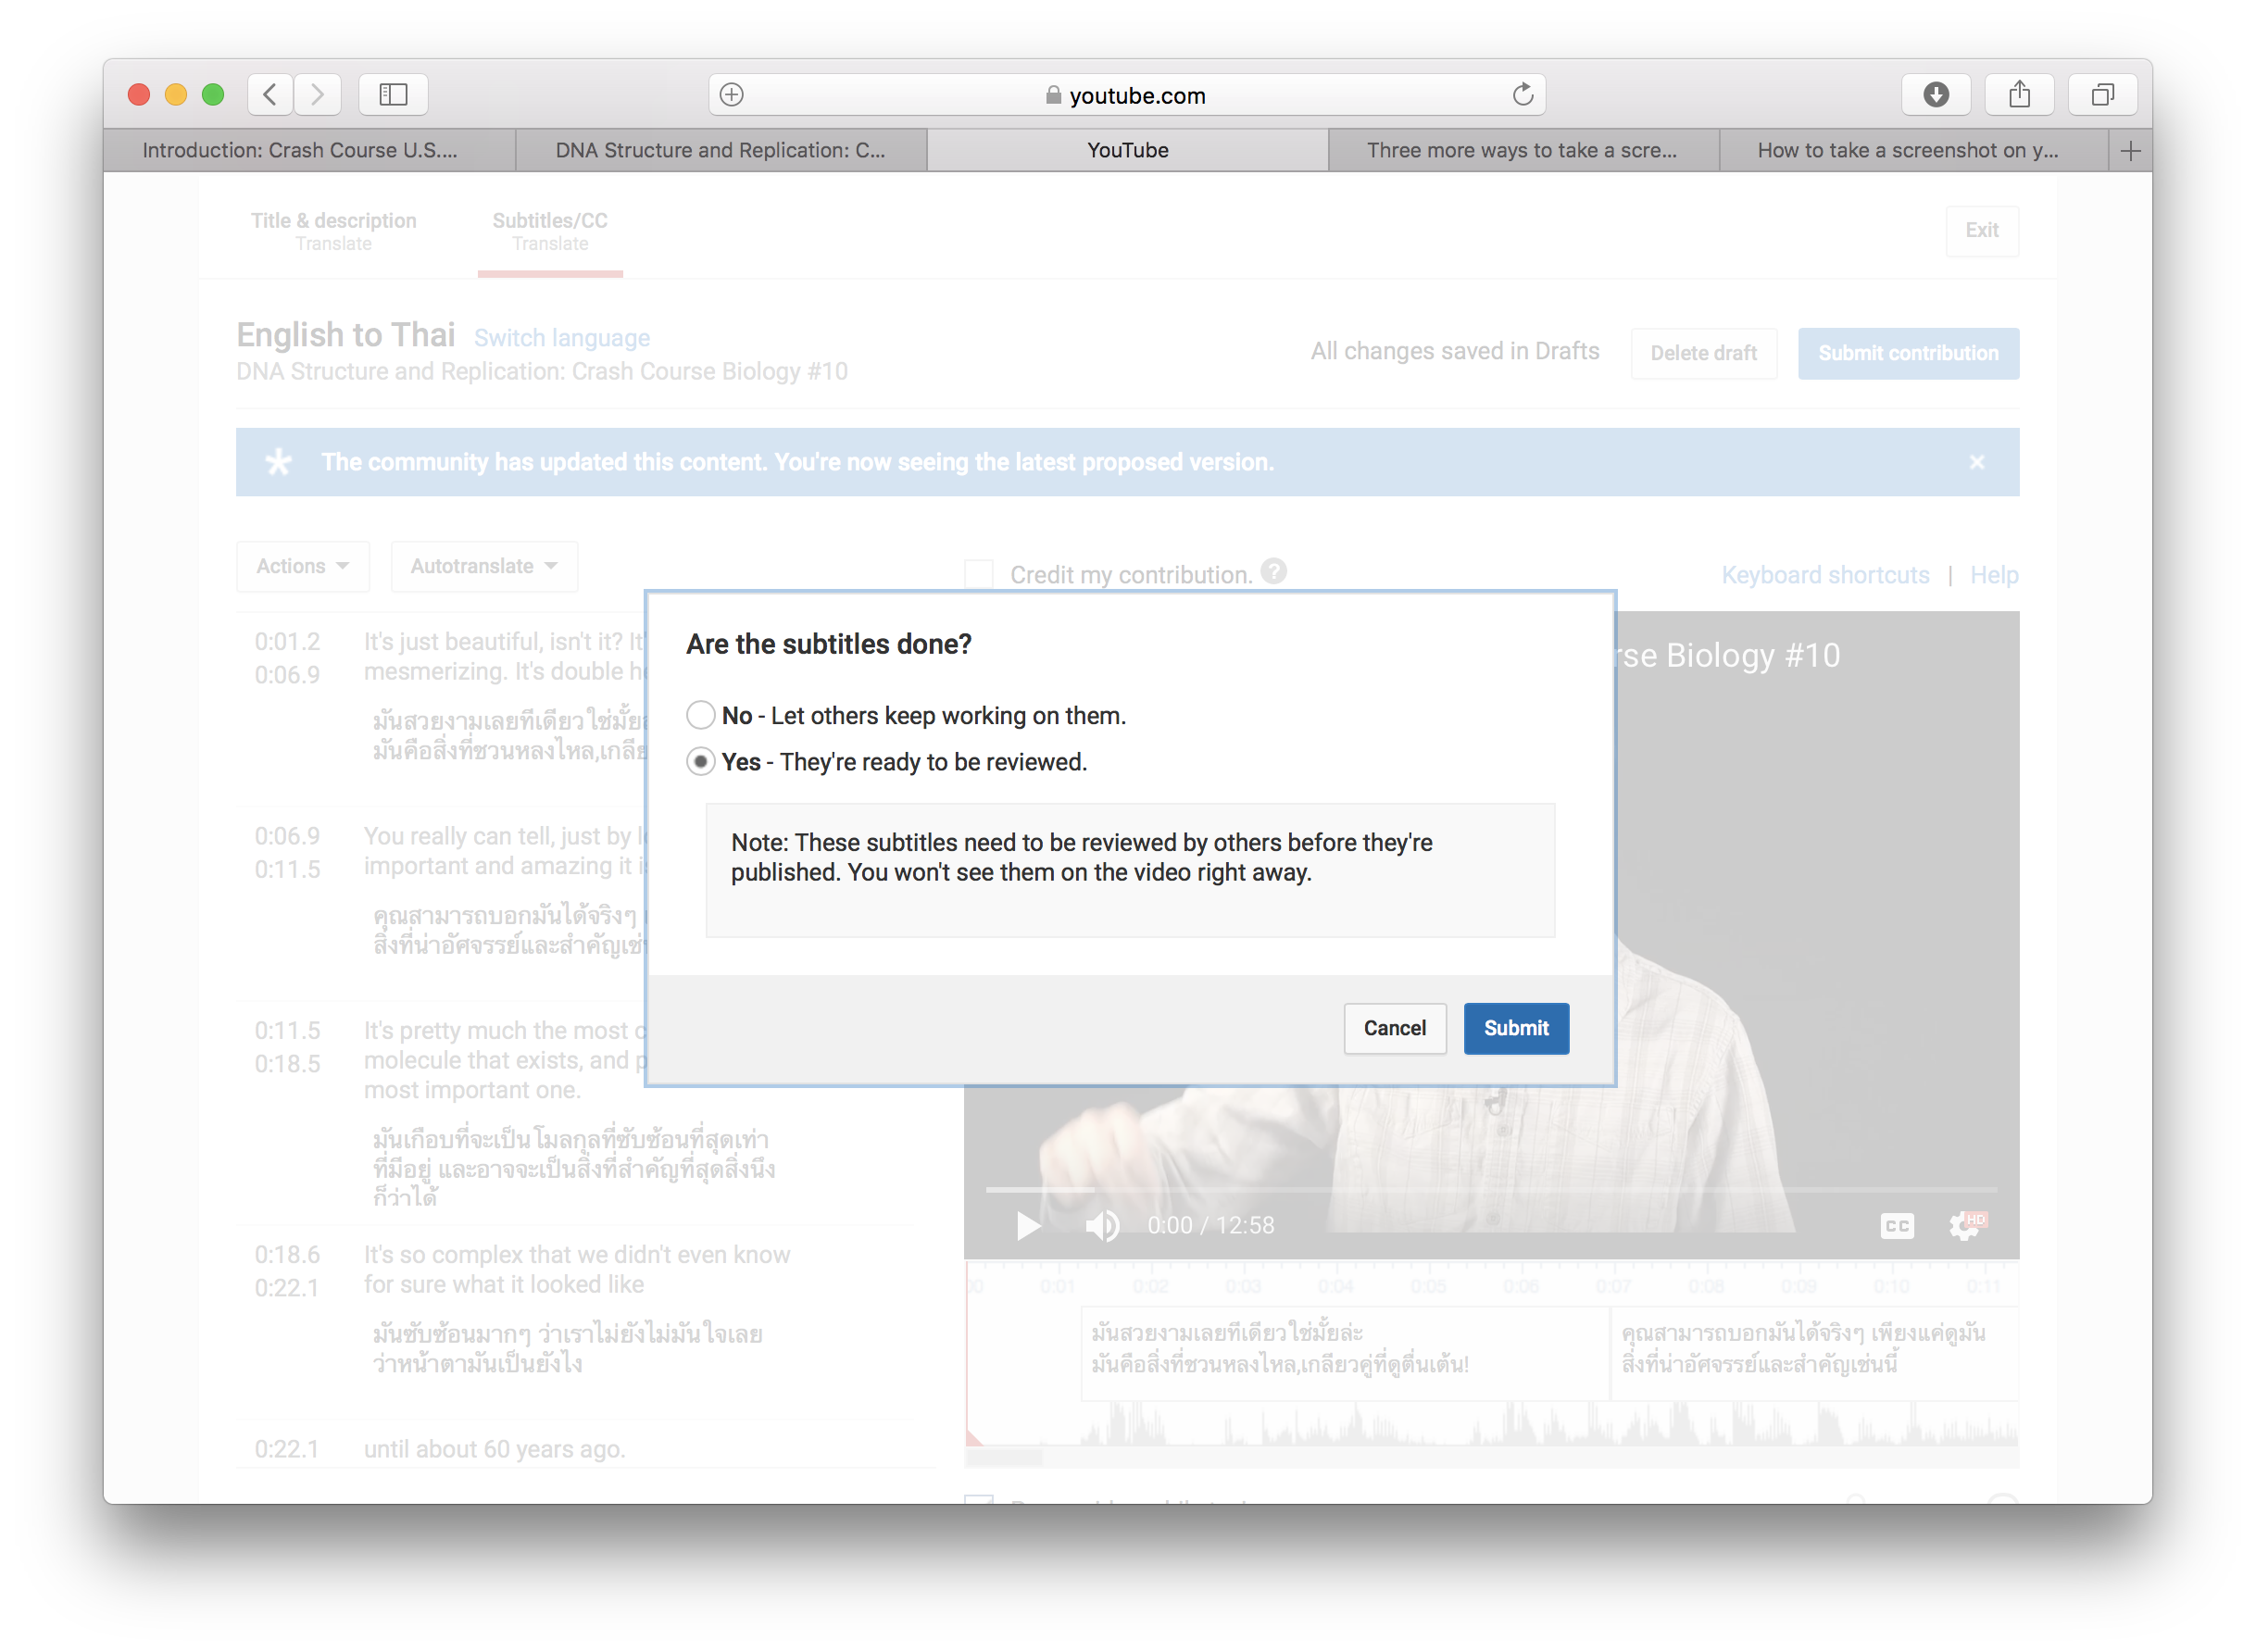 youtube.com
Introduction: Crash Course U.S....
DNA Structure and Replication: C...
YouTube
Three more ways to take a scre...
How to take a screenshot on y...
Title & description
Translate
Subtitles/CC
Translate
Exit
English to Thai Switch language
DNA Structure and Replication: Crash Course Biology #10
All changes saved in Drafts
Delete draft
Submit contribution
The community has updated this content. You're now seeing the latest proposed version.
Actions
Autotranslate
Credit my contribution. ?
Keyboard shortcuts | Help
0:01.2
0:06.9
It's just beautiful, isn't it?
mesmerizing. It's double
มันสวยงามเลยทีเดียว ใช่มั้ย
มันคือสิ่งที่ชวนหลงไหล,
0:06.9
0:11.5
You really can tell, just by
important and amazing it
คุณสามารถบอกมันได้จริงๆ
สิ่งที่น่าอัศจรรย์และสำคัญ
0:11.5
0:18.5
It's pretty much the most
molecule that exists, and
most important one.
มันเกือบที่จะเป็นโมลกุลที่ซับซ้อนที่สุดเท่า
ที่มีอยู่ และอาจจะเป็นสิ่งที่สำคัญที่สุดสิ่งนึง
ก็ว่าได้
0:18.6
0:22.1
It's so complex that we didn't even know
for sure what it looked like
มันซับซ้อนมากๆ ว่าเราไม่ยังไม่มันใจเลย
ว่าหน้าตามันเป็นยังไง
0:22.1
until about 60 years ago.
Are the subtitles done?
No - Let others keep working on them.
Yes - They're ready to be reviewed.
Note: These subtitles need to be reviewed by others before they're
published. You won't see them on the video right away.
Cancel
Submit
Biology #10
0:00 / 12:58
CC
HD
0:01 0:02 0:03 0:04 0:05 0:06 0:07 0:08 0:09 0:10 0:11
มันสวยงามเลยทีเดียว ใช่มั้ยล่ะ
มันคือสิ่งที่ชวนหลงไหล,เกลียวคู่ที่ดูตื่นเต้น!
คุณสามารถบอกมันได้จริงๆ เพียงแค่ดูมัน
สิ่งที่น่าอัศจรรย์และสำคัญเช่นนี้